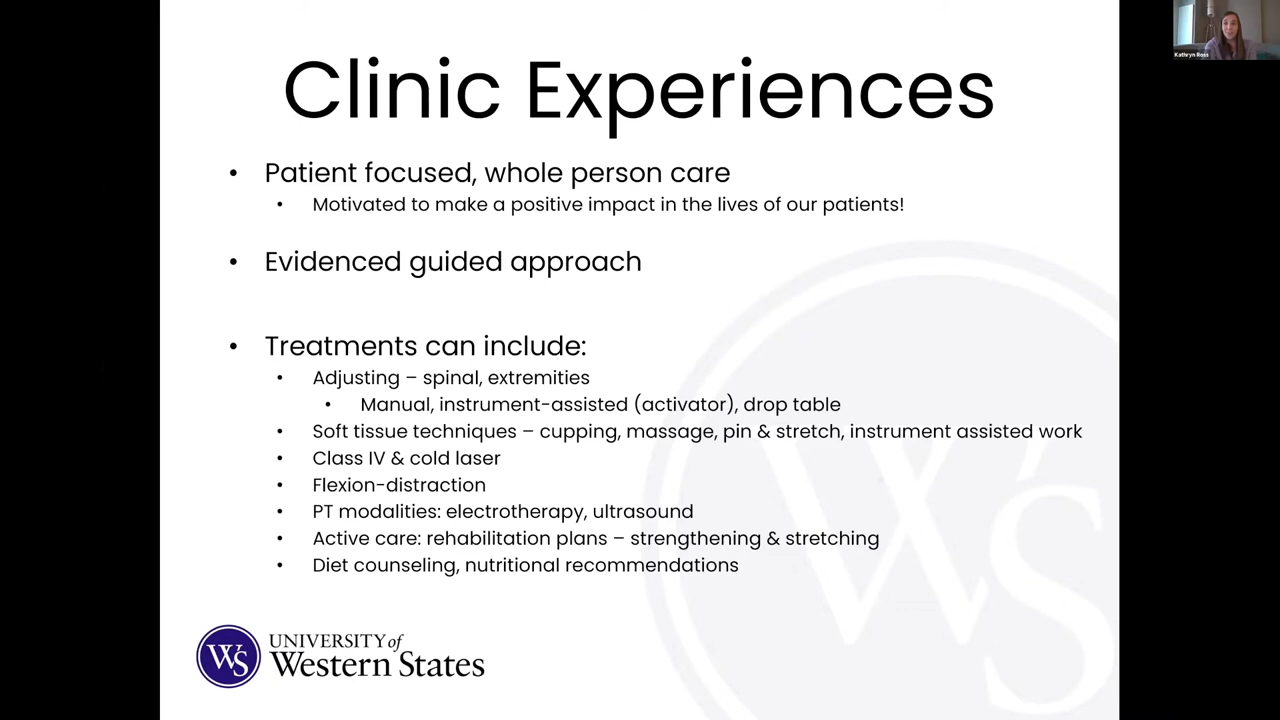 Clinic Experiences
Kathryn Ross
• Patient focused, whole person care
• Motivated to make a positive impact in the lives of our patients!
• Evidenced guided approach
• Treatments can include:
• Adjusting – spinal, extremities
• Manual, instrument-assisted (activator), drop table
• Soft tissue techniques – cupping, massage, pin & stretch, instrument assisted work
• Class IV & cold laser
• Flexion-distraction
• PT modalities: electrotherapy, ultrasound
• Active care: rehabilitation plans – strengthening & stretching
• Diet counseling, nutritional recommendations
WS
UNIVERSITY of
Western States
W'S